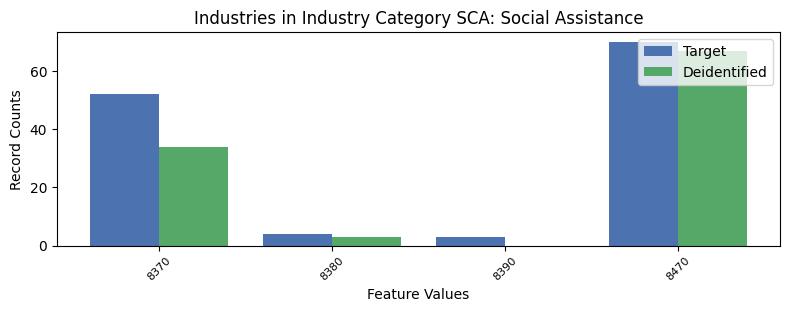 Industries in Industry Category SCA: Social Assistance
Target
Deidentified
Record Counts
60
40
20
0
8370
8380
8390
8470
Feature Values